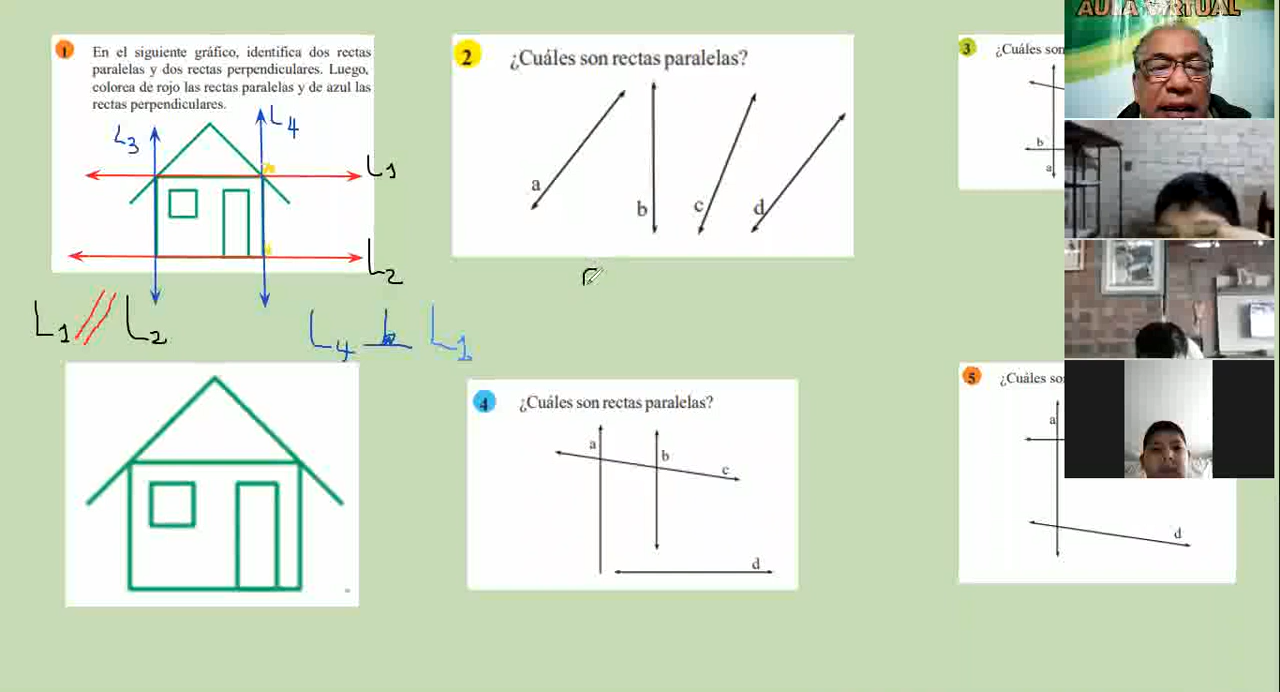 AULA VIRTUAL
1 En el siguiente gráfico, identifica dos rectas
paralelas y dos rectas perpendiculares. Luego,
colorea de rojo las rectas paralelas y de azul las
rectas perpendiculares.
L3
L4
L1
L2
L1 // L2
L4 ⊥ L1
2 ¿Cuáles son rectas paralelas?
a
b
c
d
3 ¿Cuáles son
b
a
4 ¿Cuáles son rectas paralelas?
a
b
c
d
5 ¿Cuáles so
a
d